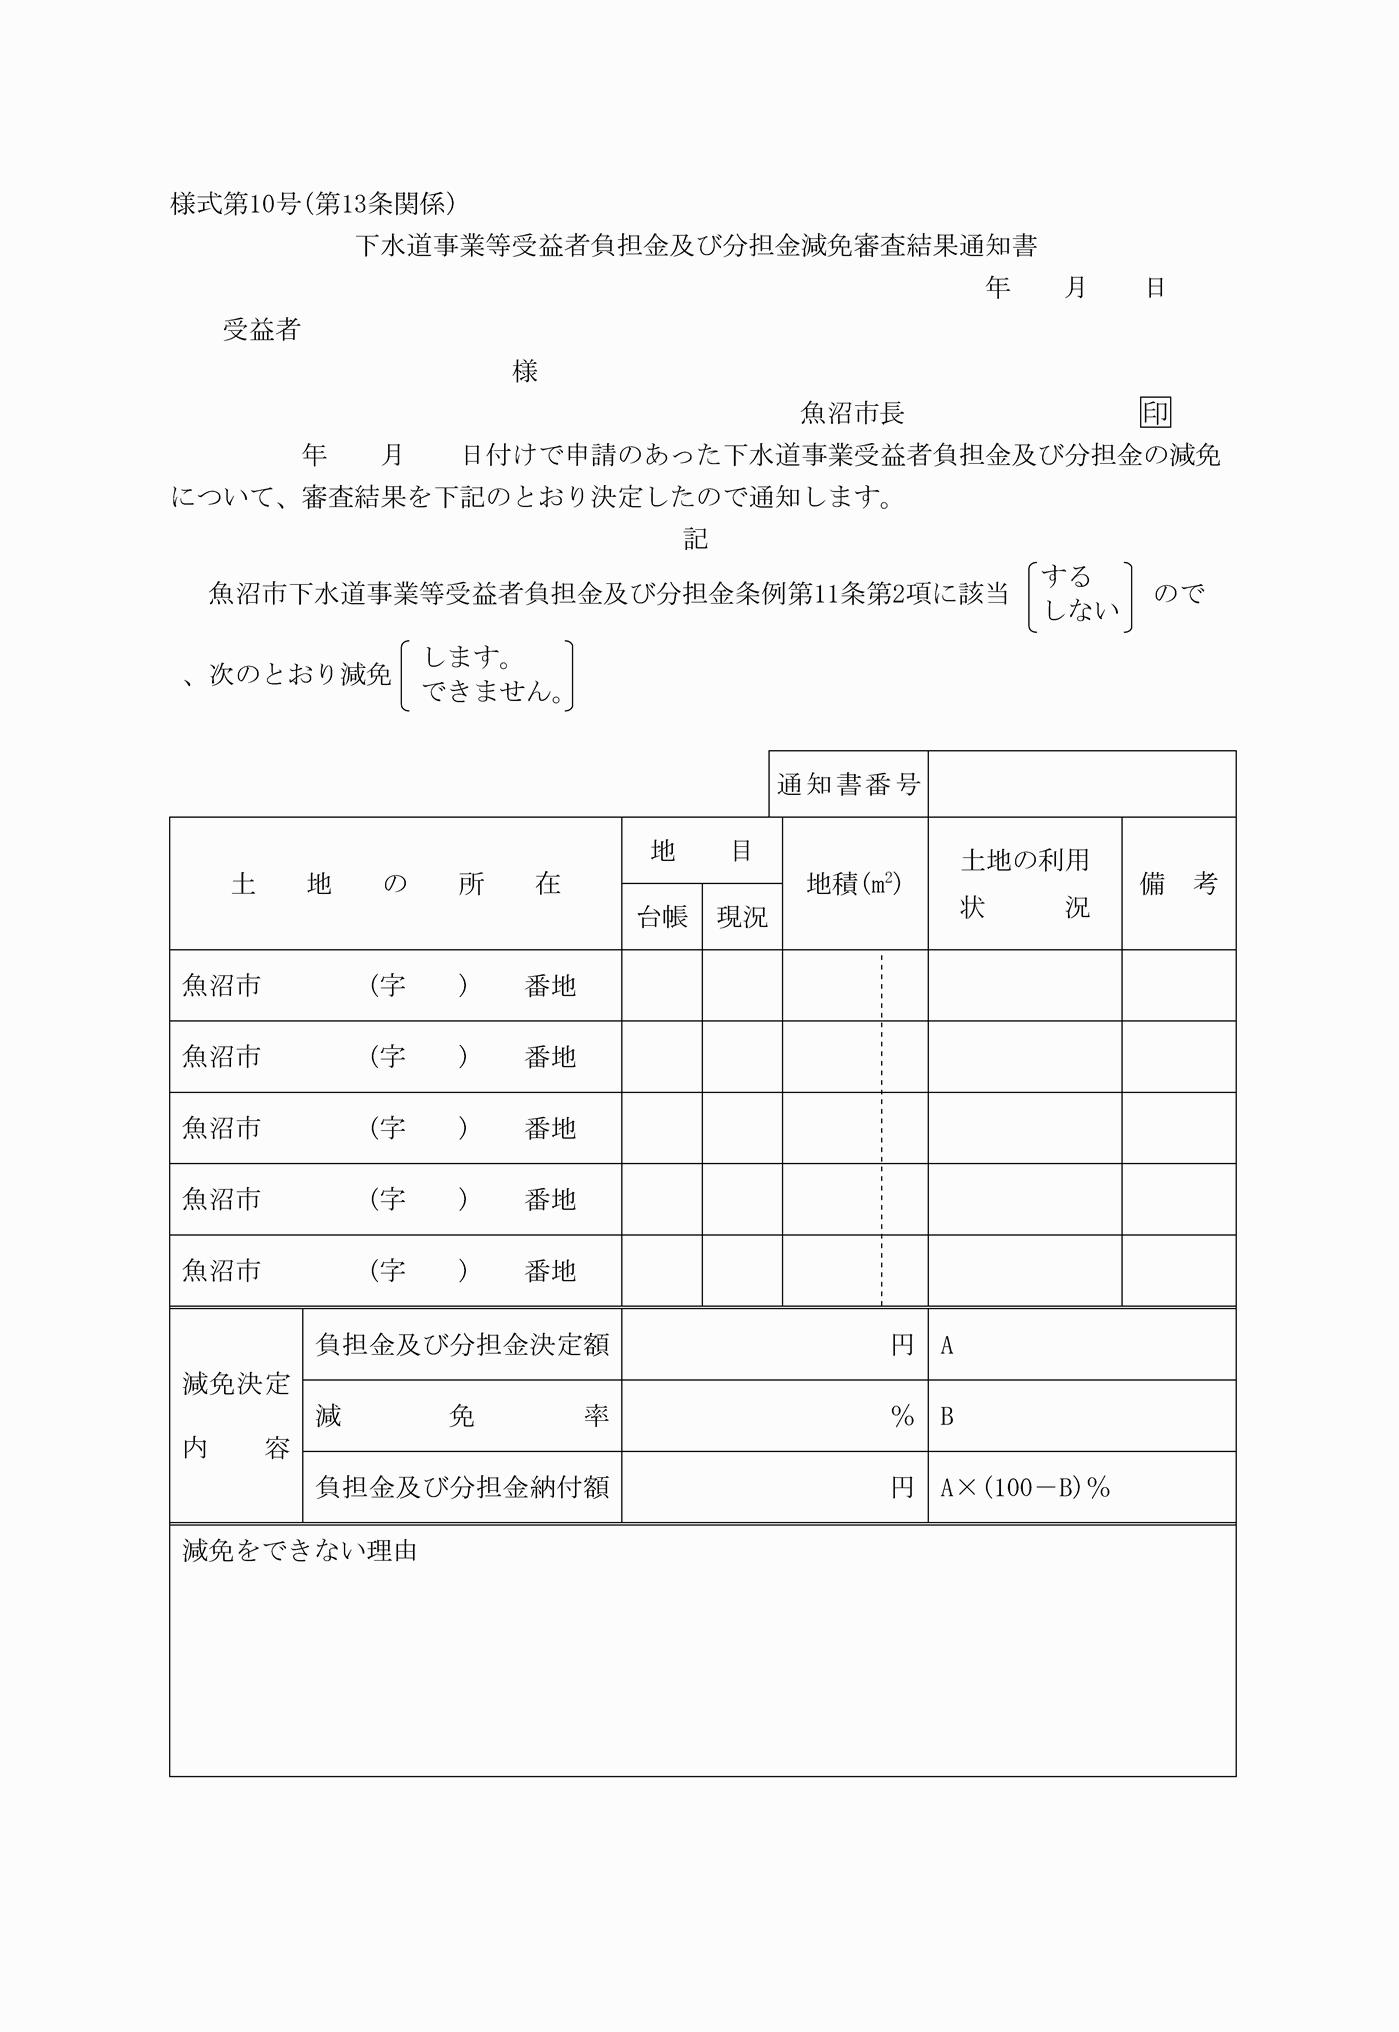 様式第10号(第13条関係)
下水道事業等受益者負担金及び分担金減免審査結果通知書
年　　月　　日
受益者
様
魚沼市長　　　　　　　　　印
年　　月　　日付けで申請のあった下水道事業受益者負担金及び分担金の減免
について、審査結果を下記のとおり決定したので通知します。
記
魚沼市下水道事業等受益者負担金及び分担金条例第11条第2項に該当
する
しない
ので
、次のとおり減免
します。
できません。
通知書番号
土　地　の　所　在
地　　目
台帳　現況
地積(m²)
土地の利用
状　　　況
備　考
魚沼市　　　　(字　　)　　番地
魚沼市　　　　(字　　)　　番地
魚沼市　　　　(字　　)　　番地
魚沼市　　　　(字　　)　　番地
魚沼市　　　　(字　　)　　番地
減免決定
内　　容
負担金及び分担金決定額　　円　A
減　　免　　率　　％　B
負担金及び分担金納付額　　円　A×(100－B)％
減免をできない理由